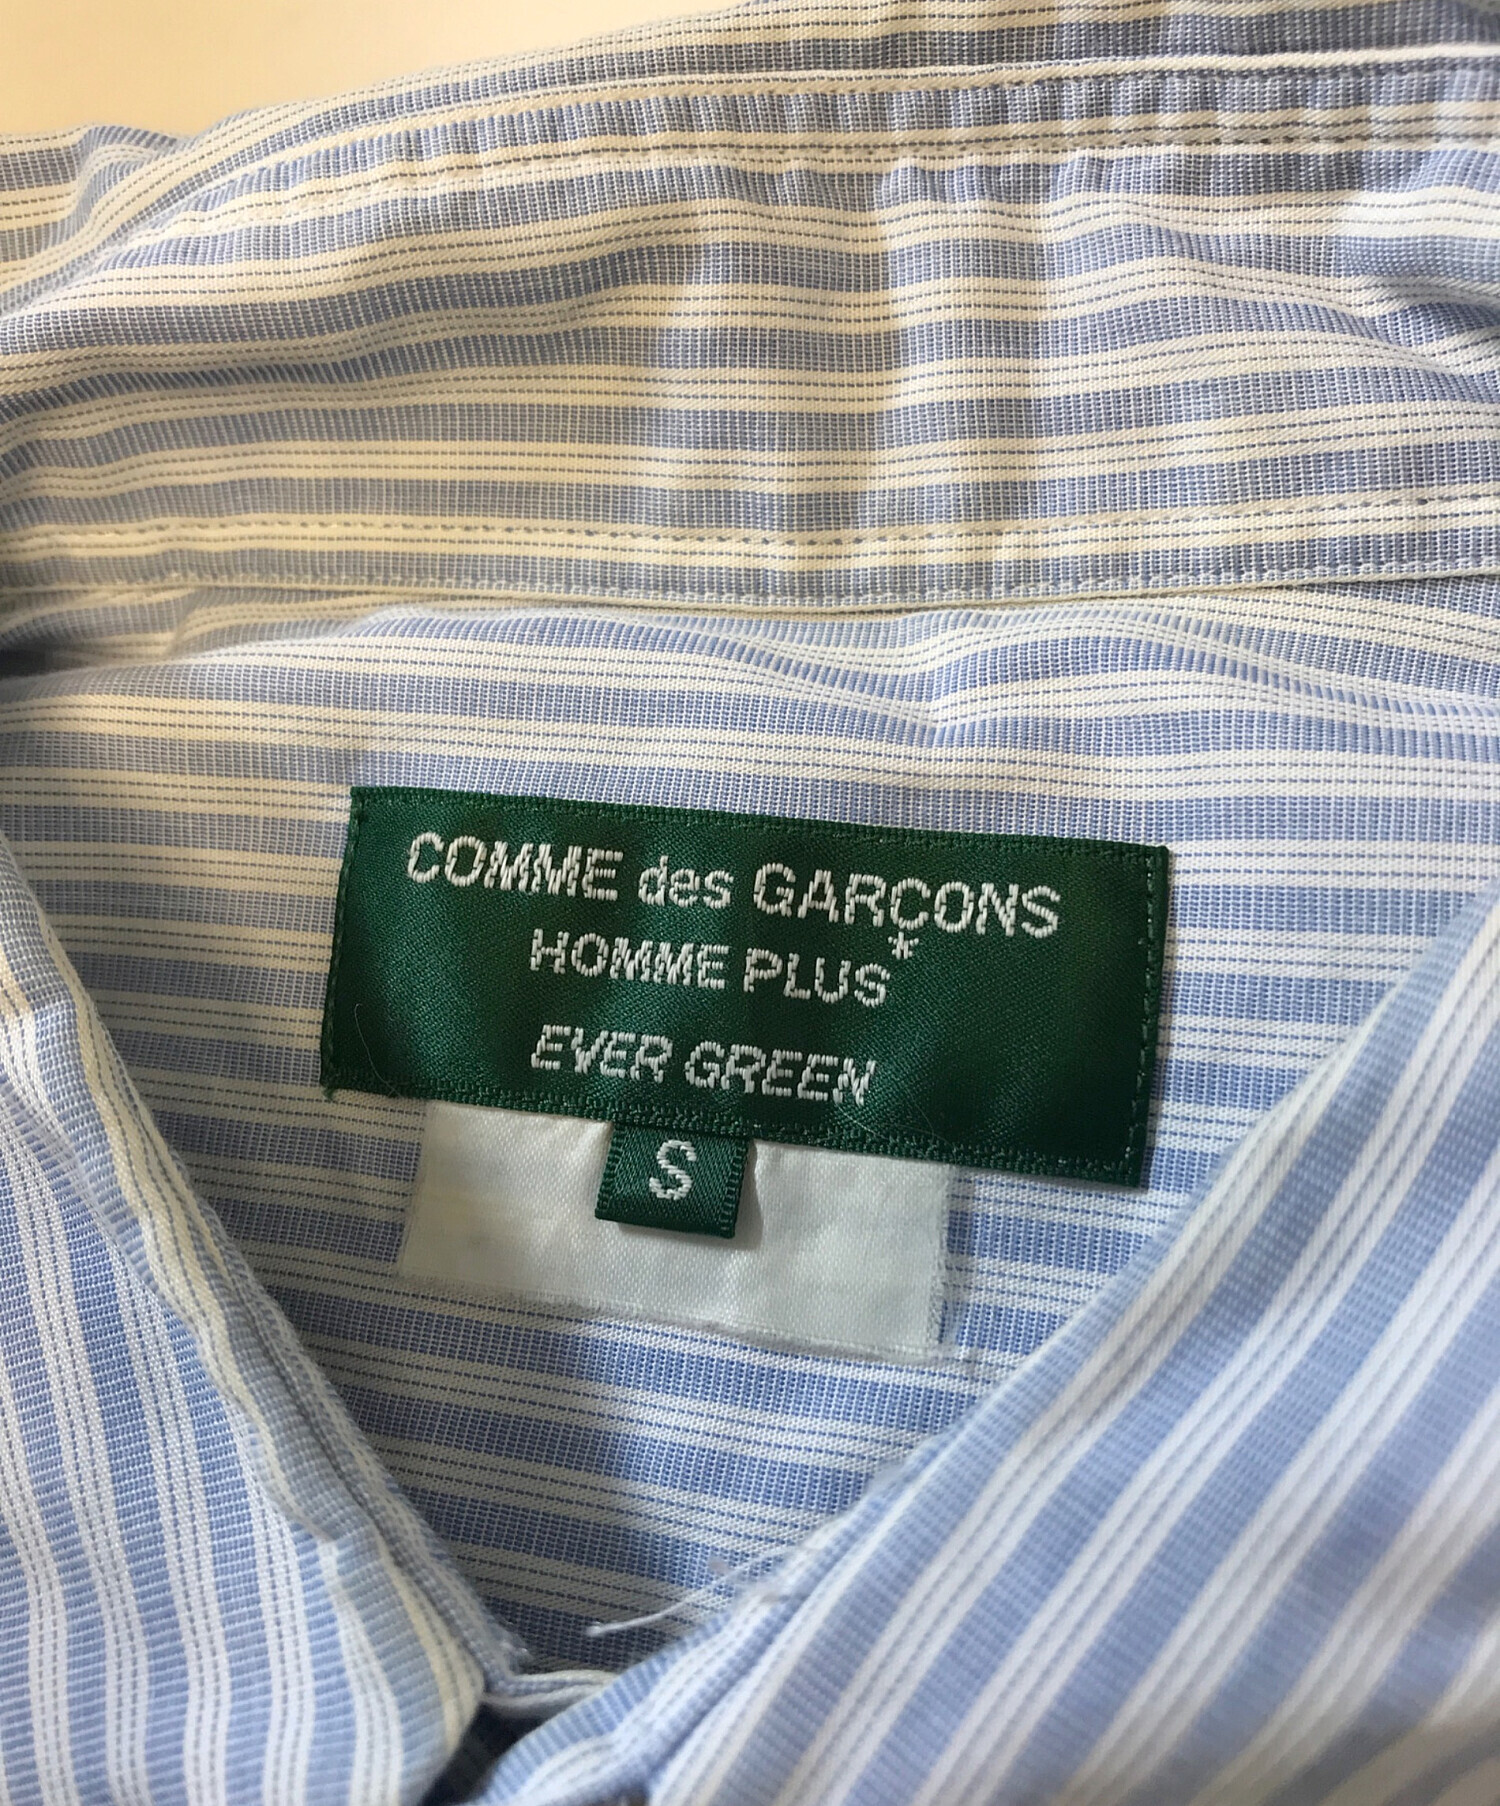 COMME des GARÇONS
HOMME PLUS*
EVER GREEN
S